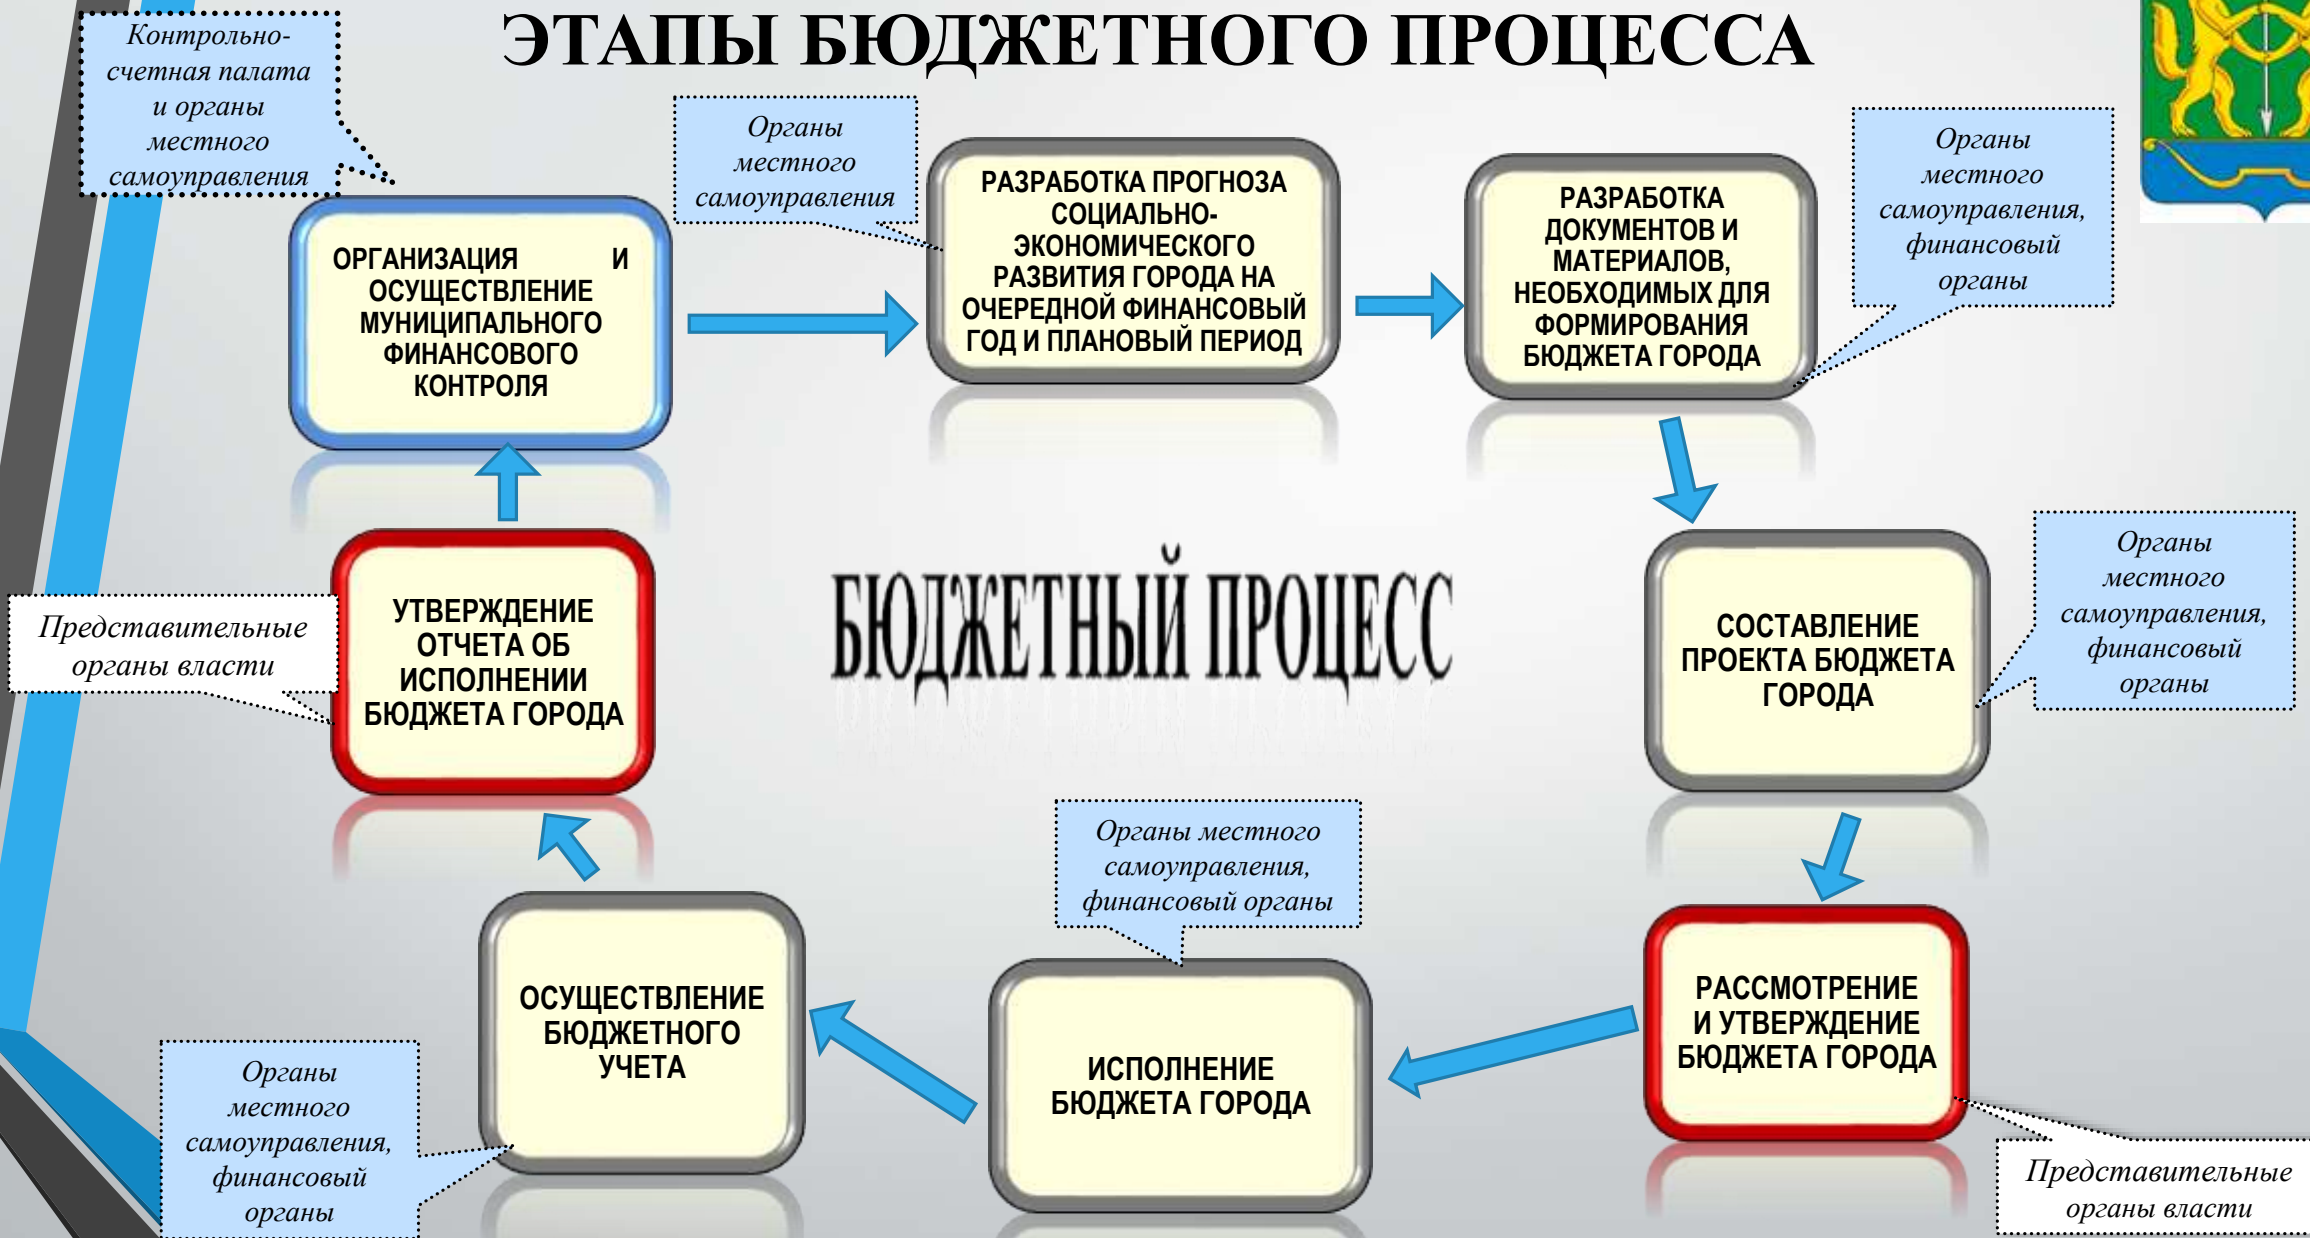 ЭТАПЫ БЮДЖЕТНОГО ПРОЦЕССА
Контрольно-
счетная палата
и органы
местного
самоуправления
ОРГАНИЗАЦИЯ И
ОСУЩЕСТВЛЕНИЕ
МУНИЦИПАЛЬНОГО
ФИНАНСОВОГО
КОНТРОЛЯ
Органы
местного
самоуправления
РАЗРАБОТКА ПРОГНОЗА
СОЦИАЛЬНО-
ЭКОНОМИЧЕСКОГО
РАЗВИТИЯ ГОРОДА НА
ОЧЕРЕДНОЙ ФИНАНСОВЫЙ
ГОД И ПЛАНОВЫЙ ПЕРИОД
РАЗРАБОТКА
ДОКУМЕНТОВ И
МАТЕРИАЛОВ,
НЕОБХОДИМЫХ ДЛЯ
ФОРМИРОВАНИЯ
БЮДЖЕТА ГОРОДА
Органы
местного
самоуправления,
финансовый
органы
СОСТАВЛЕНИЕ
ПРОЕКТА БЮДЖЕТА
ГОРОДА
Органы
местного
самоуправления,
финансовый
органы
БЮДЖЕТНЫЙ ПРОЦЕСС
Представительные
органы власти
УТВЕРЖДЕНИЕ
ОТЧЕТА ОБ
ИСПОЛНЕНИИ
БЮДЖЕТА ГОРОДА
РАССМОТРЕНИЕ
И УТВЕРЖДЕНИЕ
БЮДЖЕТА ГОРОДА
Представительные
органы власти
Органы местного
самоуправления,
финансовый органы
ИСПОЛНЕНИЕ
БЮДЖЕТА ГОРОДА
ОСУЩЕСТВЛЕНИЕ
БЮДЖЕТНОГО
УЧЕТА
Органы
местного
самоуправления,
финансовый
органы